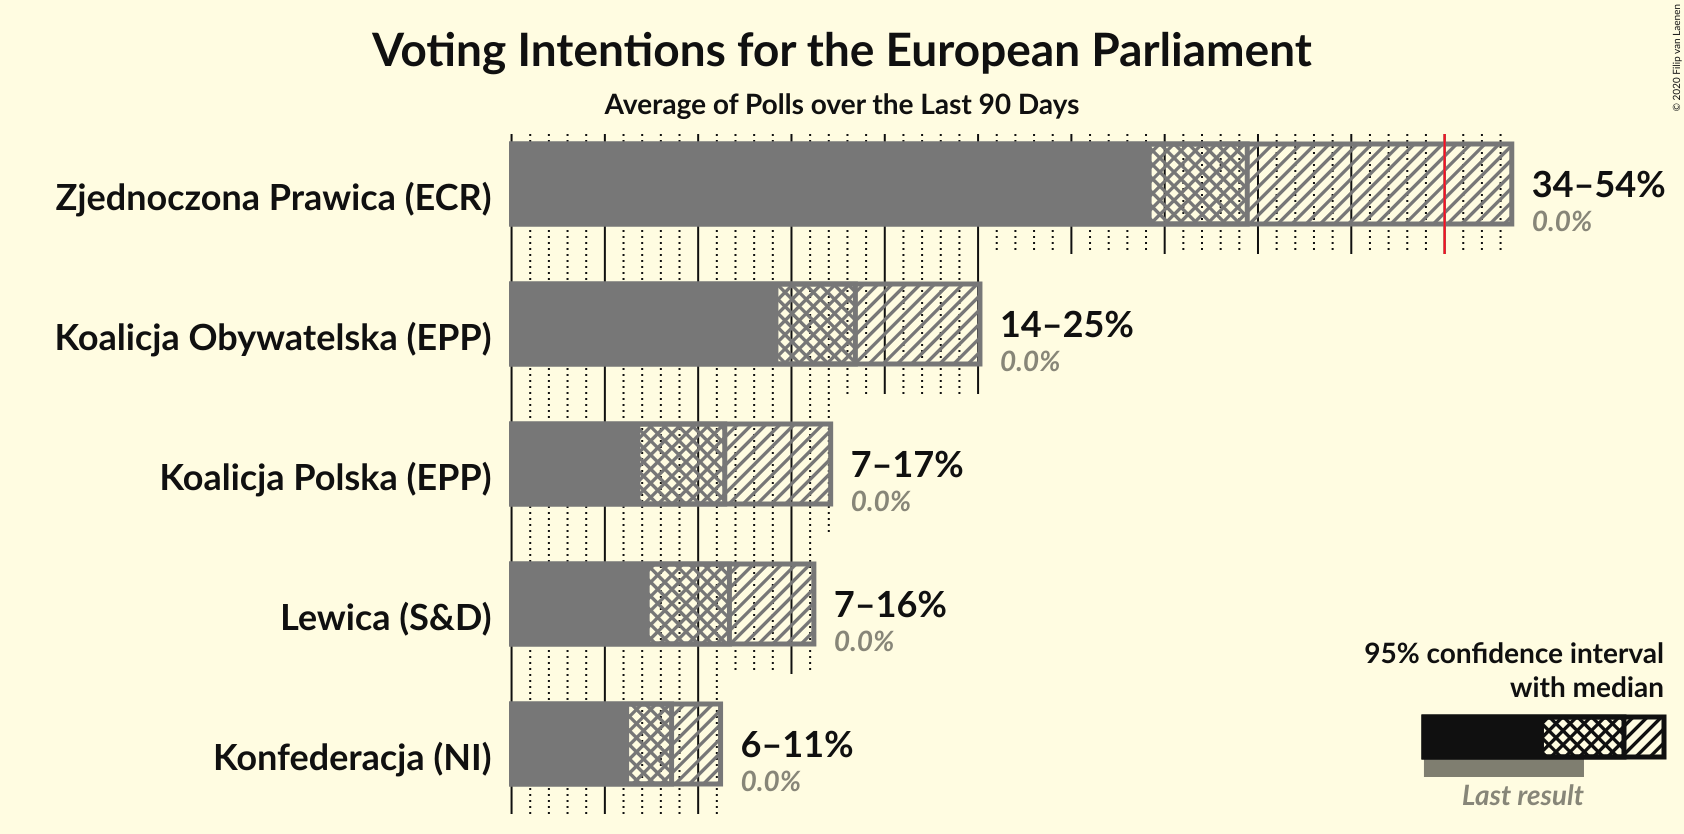 Voting Intentions for the European Parliament
Average of Polls over the Last 90 Days
© 2020 Filip van Laenen
Zjednoczona Prawica (ECR)
34–54%
0.0%
Koalicja Obywatelska (EPP)
14–25%
0.0%
Koalicja Polska (EPP)
7–17%
0.0%
Lewica (S&D)
7–16%
0.0%
Konfederacja (NI)
6–11%
0.0%
95% confidence interval
with median
Last result